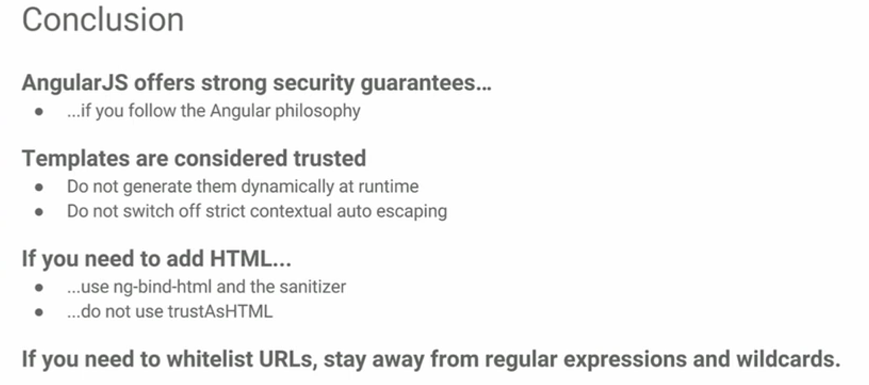 Conclusion
AngularJS offers strong security guarantees...
● ...if you follow the Angular philosophy
Templates are considered trusted
● Do not generate them dynamically at runtime
● Do not switch off strict contextual auto escaping
If you need to add HTML...
● ...use ng-bind-html and the sanitizer
● ...do not use trustAsHTML
If you need to whitelist URLs, stay away from regular expressions and wildcards.